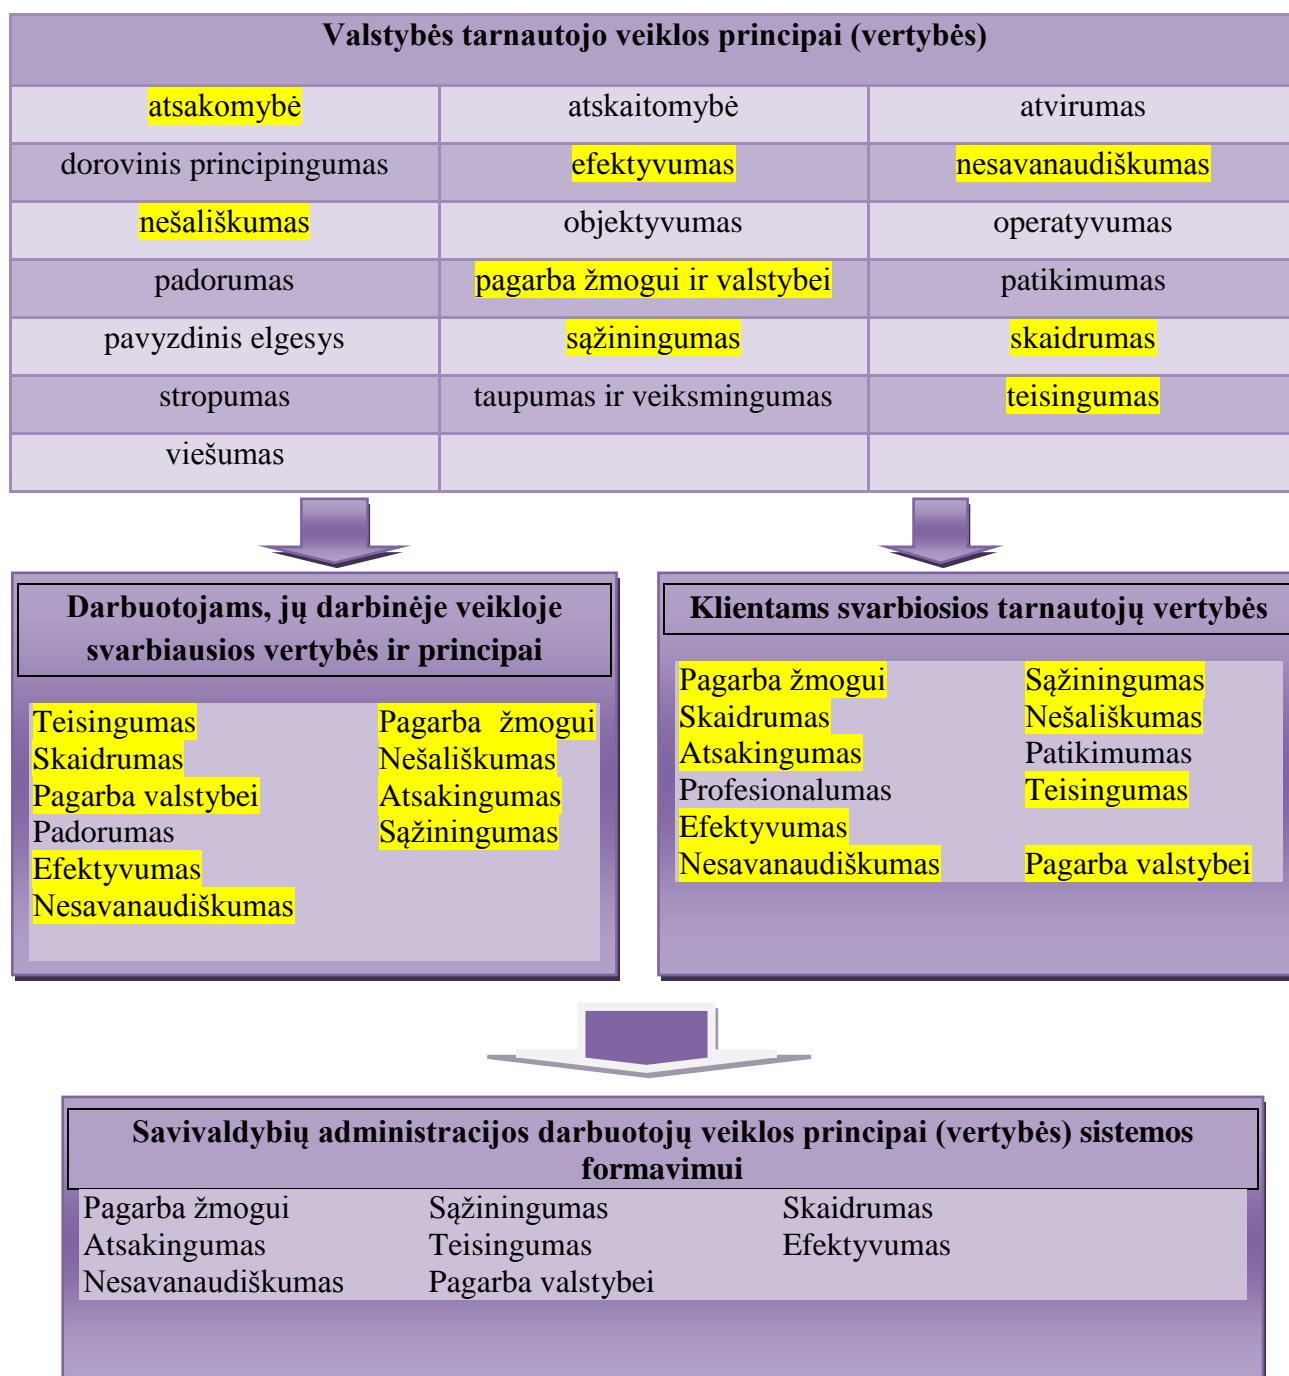 Valstybės tarnautojo veiklos principai (vertybės)
atsakomybė atskaitomybė atvirumas
dorovinis principingumas efektyvumas nesavanaudiškumas
nešališkumas objektyvumas operatyvumas
padorumas pagarba žmogui ir valstybei patikimumas
pavyzdinis elgesys sąžiningumas skaidrumas
stropumas taupumas ir veiksmingumas teisingumas
viešumas
Darbuotojams, jų darbinėje veikloje
svarbiausios vertybės ir principai
Teisingumas Pagarba žmogui
Skaidrumas Nešališkumas
Pagarba valstybei Atsakingumas
Padorumas Sąžiningumas
Efektyvumas
Nesavanaudiškumas
Klientams svarbiosios tarnautojų vertybės
Pagarba žmogui Sąžiningumas
Skaidrumas Nešališkumas
Atsakingumas Patikimumas
Profesionalumas Teisingumas
Efektyvumas
Nesavanaudiškumas Pagarba valstybei
Savivaldybių administracijos darbuotojų veiklos principai (vertybės) sistemos
formavimui
Pagarba žmogui Sąžiningumas Skaidrumas
Atsakingumas Teisingumas Efektyvumas
Nesavanaudiškumas Pagarba valstybei